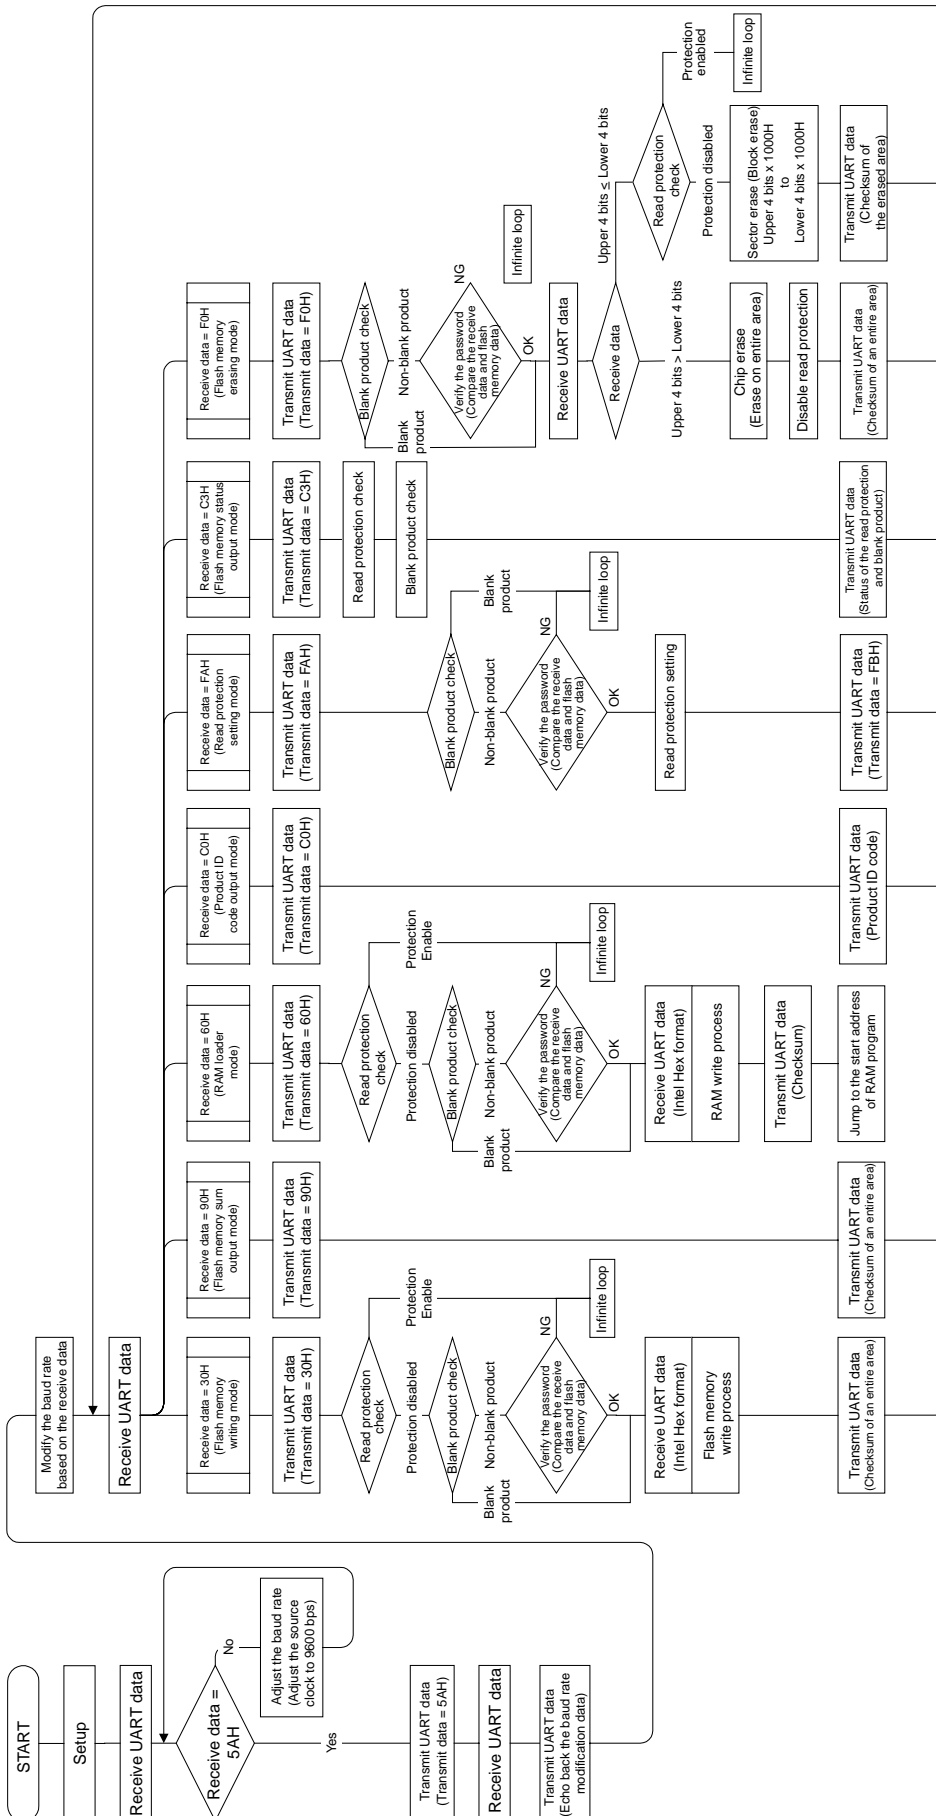 START
Setup
Receive UART data
Receive data =
5AH
No
Adjust the baud rate
(Adjust the source
clock to 9600 bps)
Yes
Transmit UART data
(Transmit data = 5AH)
Receive UART data
Transmit UART data
(Echo back the baud rate
modification data)
Modify the baud rate
based on the receive data
Receive UART data
Receive data = 30H
(Flash memory
writing mode)
Transmit UART data
(Transmit data = 30H)
Read protection
check
Protection
Enable
Protection disabled
Blank product check
Blank
product
Non-blank product
Verify the password
(Compare the receive
data and flash
memory data)
NG
Infinite loop
OK
Receive UART data
(Intel Hex format)
Flash memory
write process
Transmit UART data
(Checksum of an entire area)
Receive data = 90H
(Flash memory sum
output mode)
Transmit UART data
(Transmit data = 90H)
Transmit UART data
(Checksum of an entire area)
Receive data = 60H
(RAM loader
mode)
Transmit UART data
(Transmit data = 60H)
Read protection
check
Protection
Enable
Protection disabled
Blank product check
Blank
product
Non-blank product
Verify the password
(Compare the receive
data and flash
memory data)
NG
Infinite loop
OK
Receive UART data
(Intel Hex format)
RAM write process
Transmit UART data
(Checksum)
Jump to the start address
of RAM program
Receive data = C0H
(Product ID
code output mode)
Transmit UART data
(Transmit data = C0H)
Transmit UART data
(Product ID code)
Receive data = FAH
(Read protection
setting mode)
Transmit UART data
(Transmit data = FAH)
Blank product check
Blank
product
Non-blank product
Verify the password
(Compare the receive
data and flash
memory data)
NG
Infinite loop
OK
Read protection setting
Transmit UART data
(Transmit data = FBH)
Receive data = C3H
(Flash memory status
output mode)
Transmit UART data
(Transmit data = C3H)
Read protection check
Blank product check
Transmit UART data
(Status of the read protection
and blank product)
Receive data = F0H
(Flash memory
erasing mode)
Transmit UART data
(Transmit data = F0H)
Blank product check
Blank
product
Non-blank product
Verify the password
(Compare the receive
data and flash
memory data)
NG
Infinite loop
OK
Receive UART data
Receive data
Upper 4 bits > Lower 4 bits
Chip erase
(Erase on entire area)
Disable read protection
Transmit UART data
(Checksum of an entire area)
Upper 4 bits ≤ Lower 4 bits
Read protection
check
Protection
enabled
Infinite loop
Protection disabled
Sector erase (Block erase)
Upper 4 bits x 1000H
to
Lower 4 bits x 1000H
Transmit UART data
(Checksum of
the erased area)